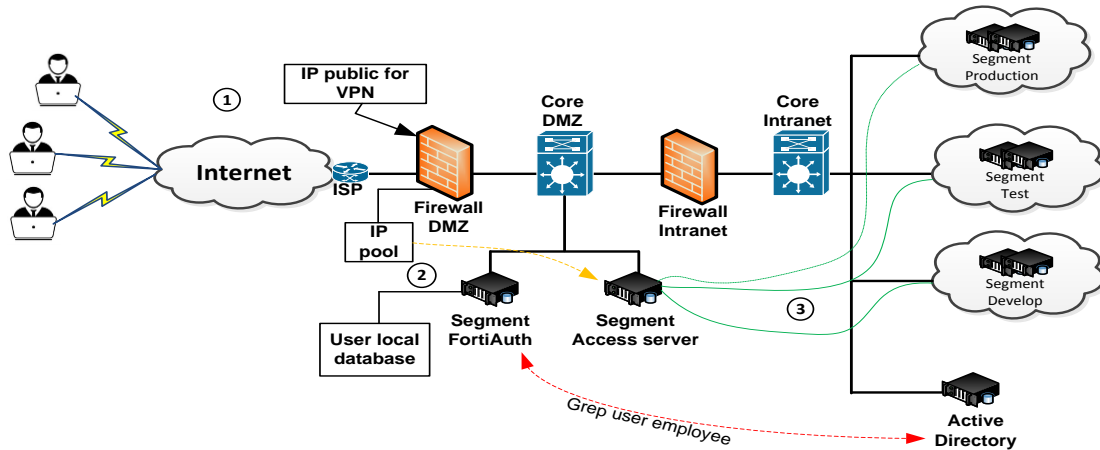 1
IP public for
VPN
Core
DMZ
Core
Intranet
Segment
Production
Internet
ISP
Firewall
DMZ
Firewall
Intranet
Segment
Test
IP
pool
2
Segment
FortiAuth
Segment
Access server
3
Segment
Develop
User local
database
Grep user employee
Active
Directory